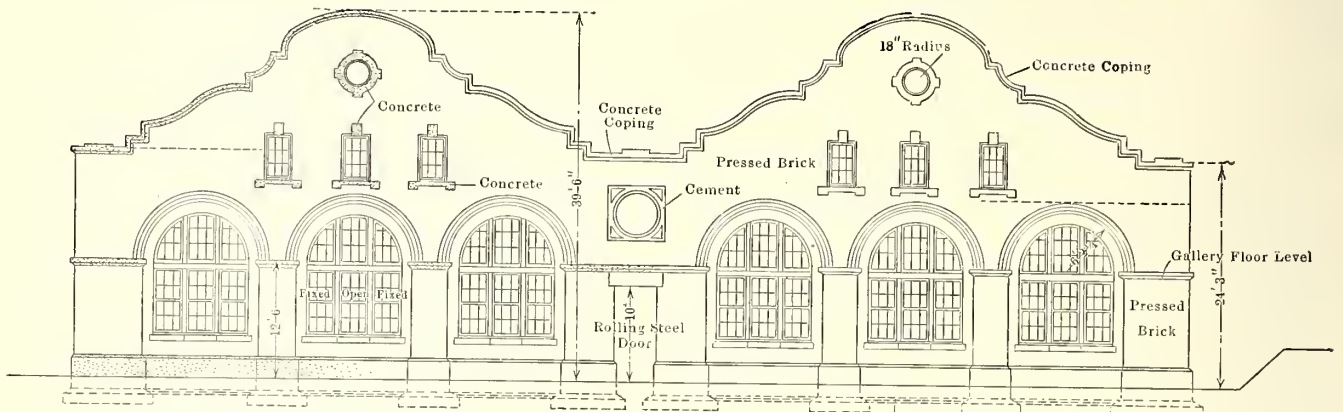 18" Radius
Concrete Coping
Concrete
Concrete
Coping
Pressed Brick
Concrete
Cement
39'-6"
Gallery Floor Level
24'-3"
Fixed Open Fixed
12'-6"
10'
Rolling Steel
Door
Pressed
Brick